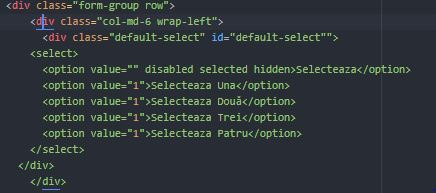 <div class="form-group row">
<div class="col-md-6 wrap-left">
<div class="default-select" id="default-select"">
<select>
<option value="" disabled selected hidden>Selecteaza</option>
<option value="1">Selecteaza Una</option>
<option value="1">Selecteaza Două</option>
<option value="1">Selecteaza Trei</option>
<option value="1">Selecteaza Patru</option>
</select>
</div>
</div>